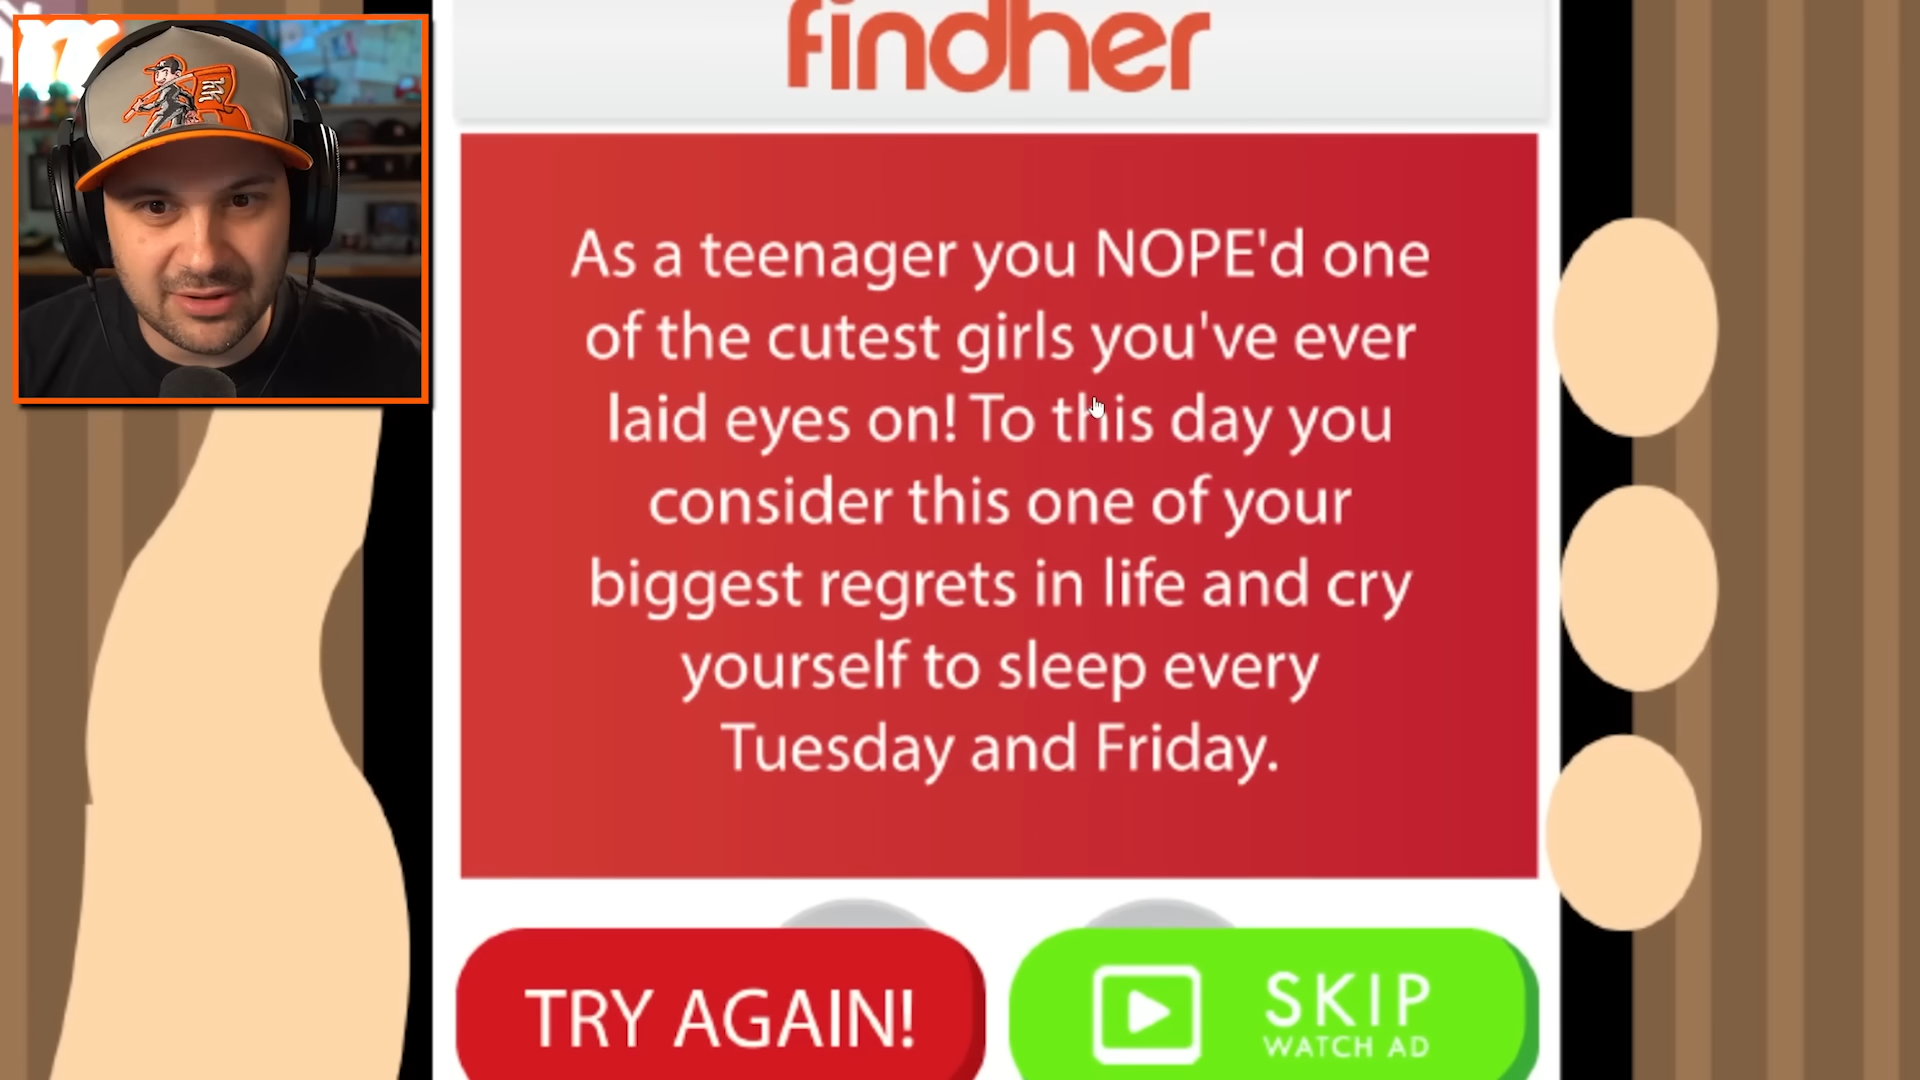 findher
As a teenager you NOPE'd one
of the cutest girls you've ever
laid eyes on! To this day you
consider this one of your
biggest regrets in life and cry
yourself to sleep every
Tuesday and Friday.
TRY AGAIN!
SKIP
WATCH AD